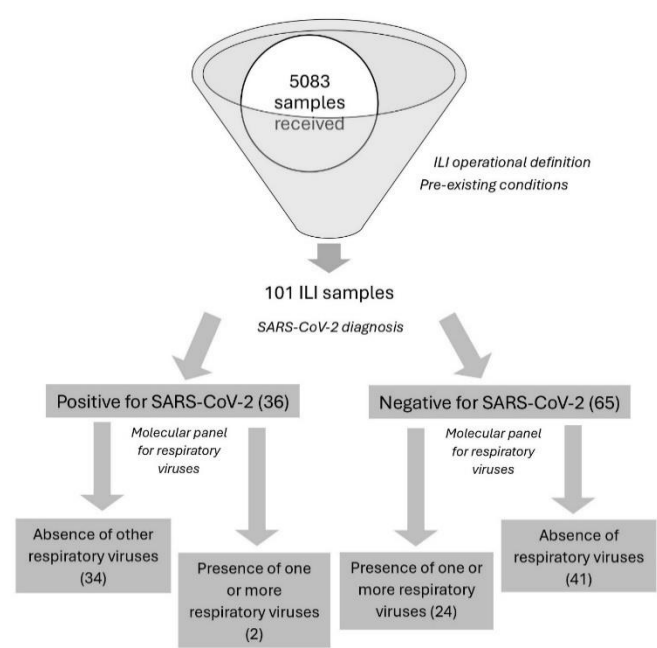 5083
samples
received
ILI operational definition
Pre-existing conditions
101 ILI samples
SARS-CoV-2 diagnosis
Positive for SARS-CoV-2 (36)
Negative for SARS-CoV-2 (65)
Molecular panel
for respiratory
viruses
Molecular panel
for respiratory
viruses
Absence of other
respiratory viruses
(34)
Presence of one
or more
respiratory viruses
(2)
Presence of one or
more respiratory
viruses (24)
Absence of
respiratory viruses
(41)